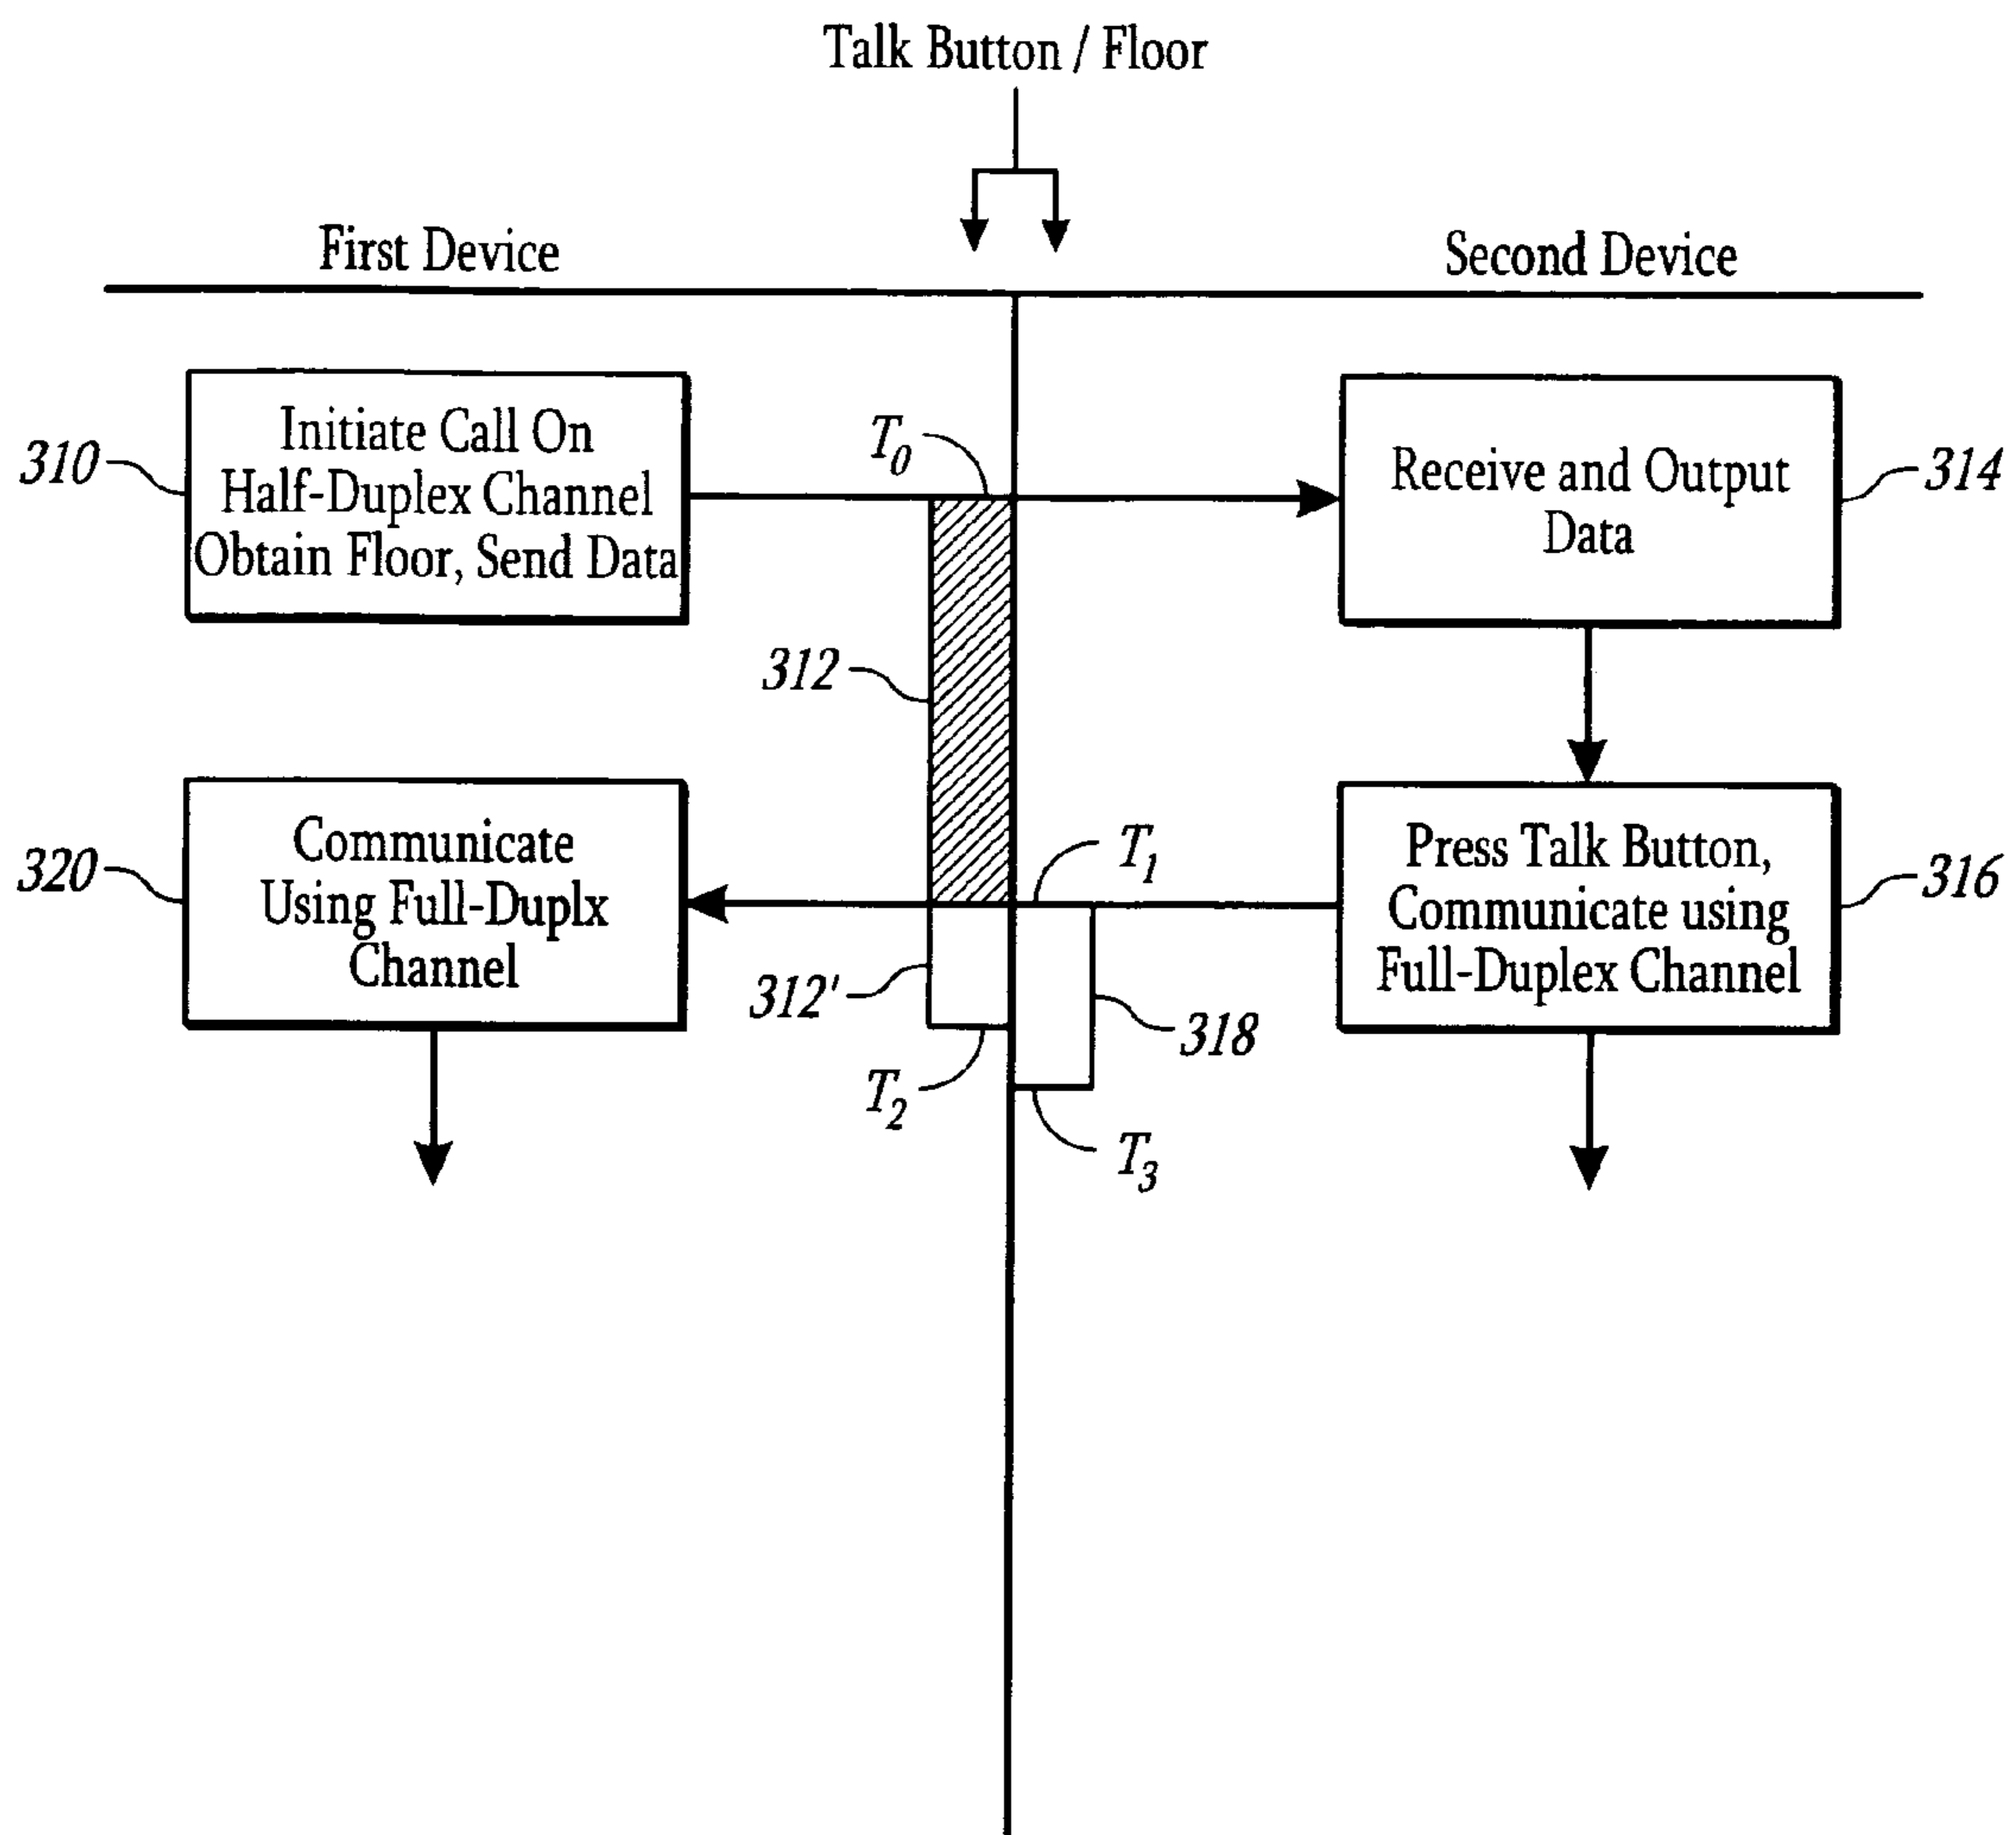 Talk Button / Floor
First Device
Second Device
310
Initiate Call On
Half-Duplex Channel
Obtain Floor, Send Data
T0
Receive and Output
Data
314
312
320
Communicate
Using Full-Duplx
Channel
T1
Press Talk Button,
Communicate using
Full-Duplex Channel
316
312'
318
T2
T3